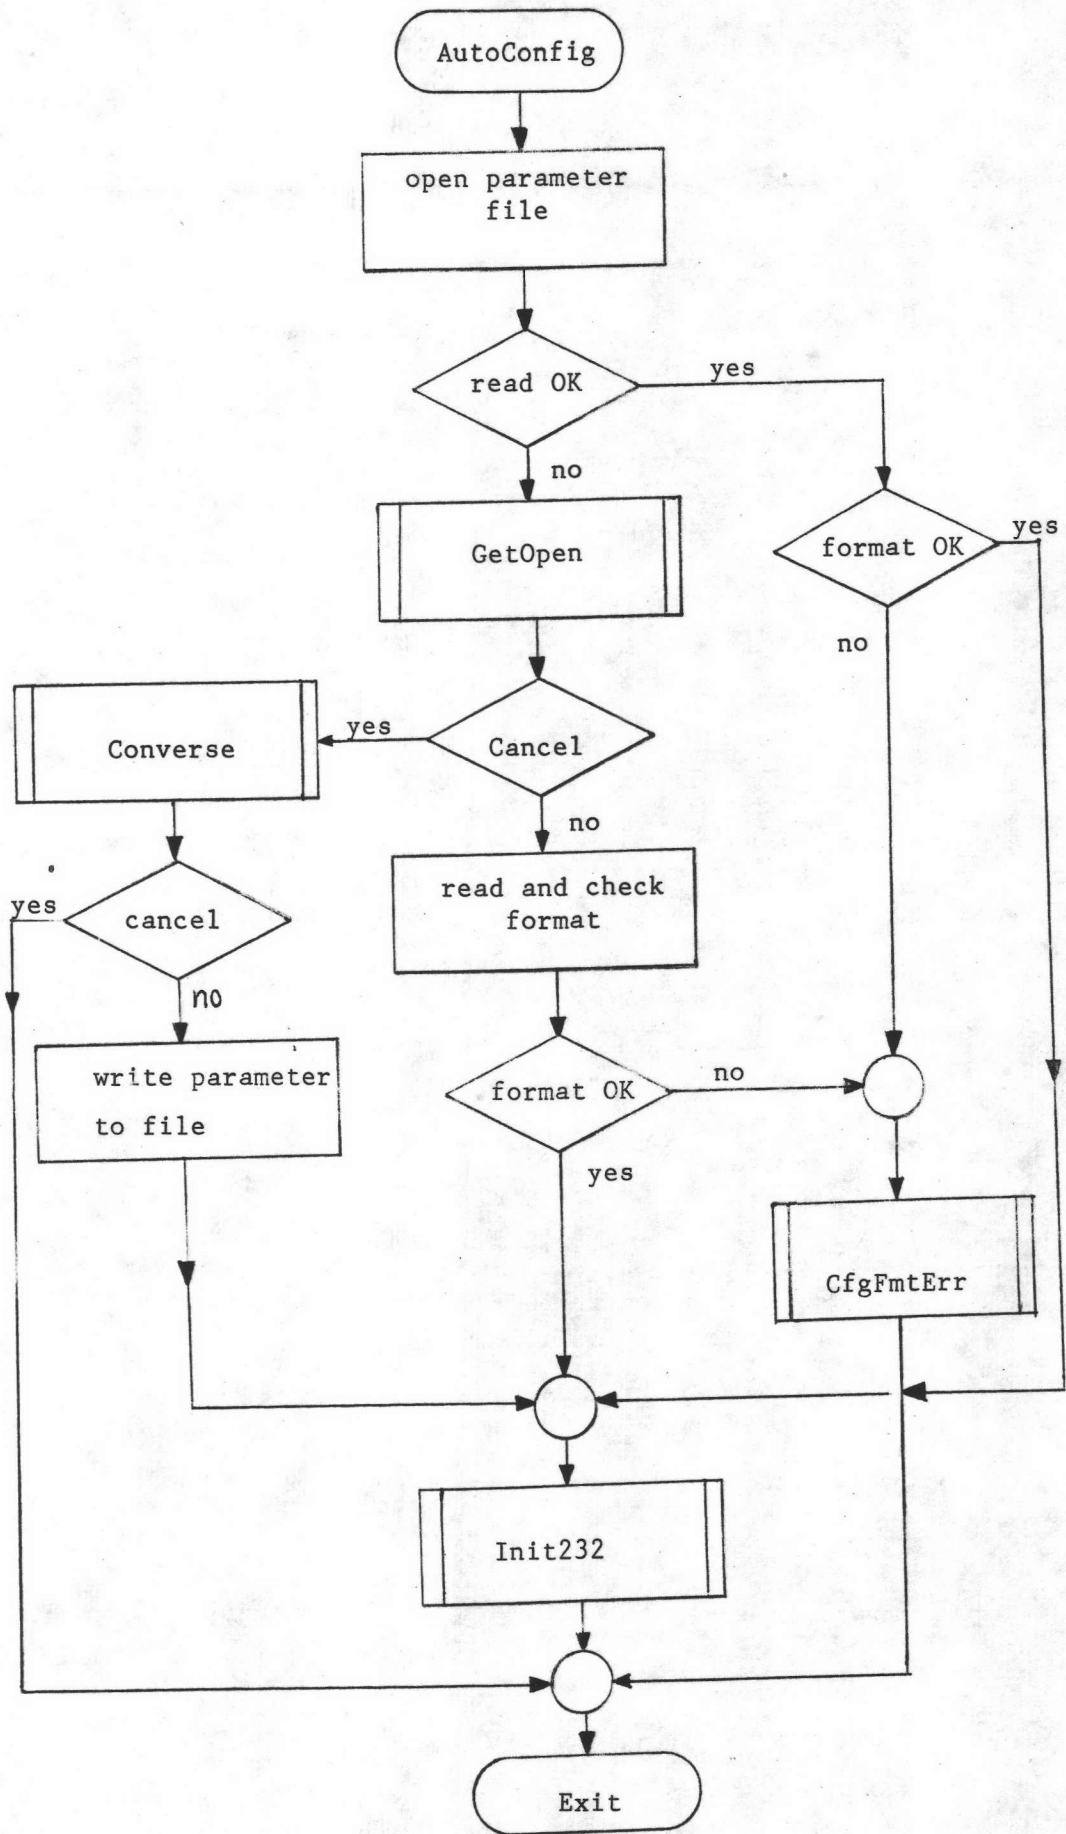 AutoConfig
open parameter
file
read OK
yes
no
GetOpen
format OK
yes
no
Converse
yes
Cancel
no
yes
cancel
no
read and check
format
write parameter
to file
format OK
no
yes
CfgFmtErr
Init232
Exit